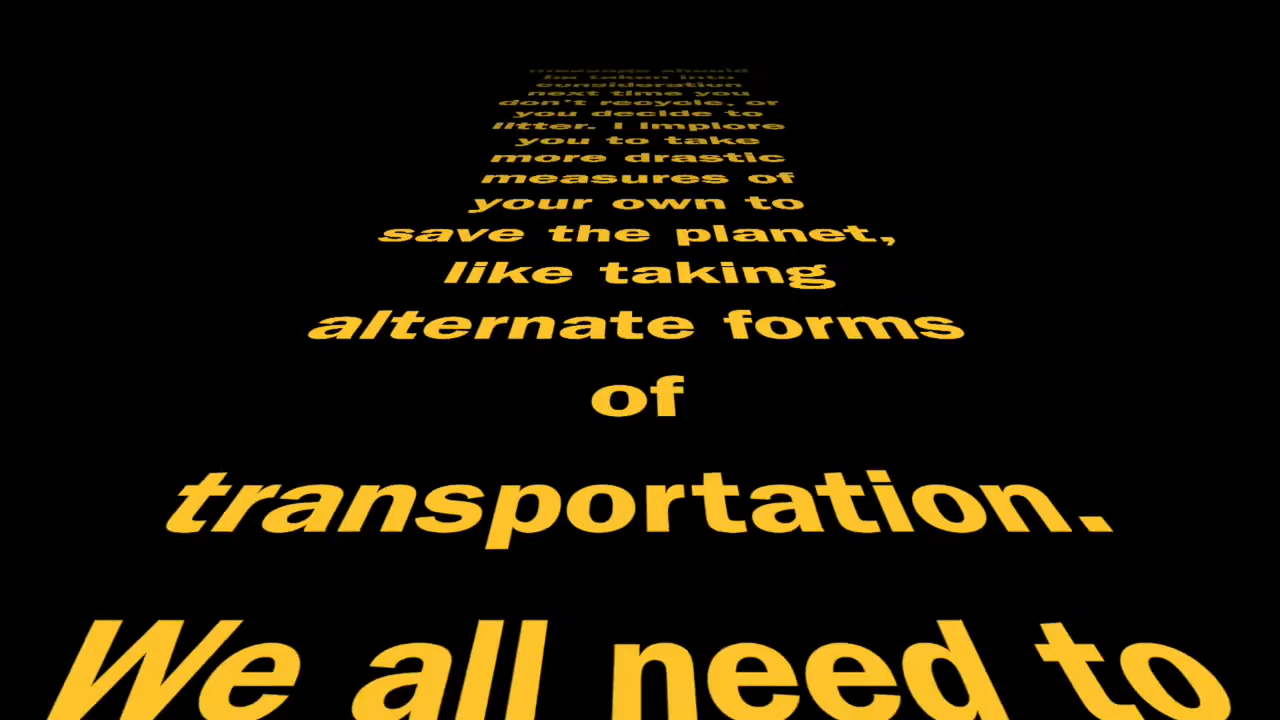 message should
be taken into
consideration
next time you
don't recycle, or
you decide to
litter. I implore
you to take
more drastic
measures of
your own to
save the planet,
like taking
alternate forms
of
transportation.
We all need to